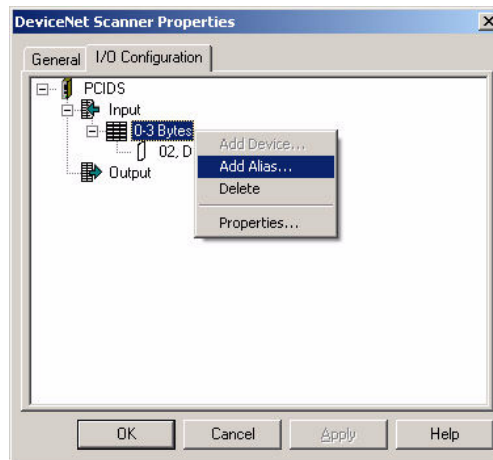 DeviceNet Scanner Properties
General I/O Configuration
PCIDS
Input
0-3 Bytes
Add Device...
02, D
Add Alias...
Output
Delete
Properties...
OK Cancel Apply Help